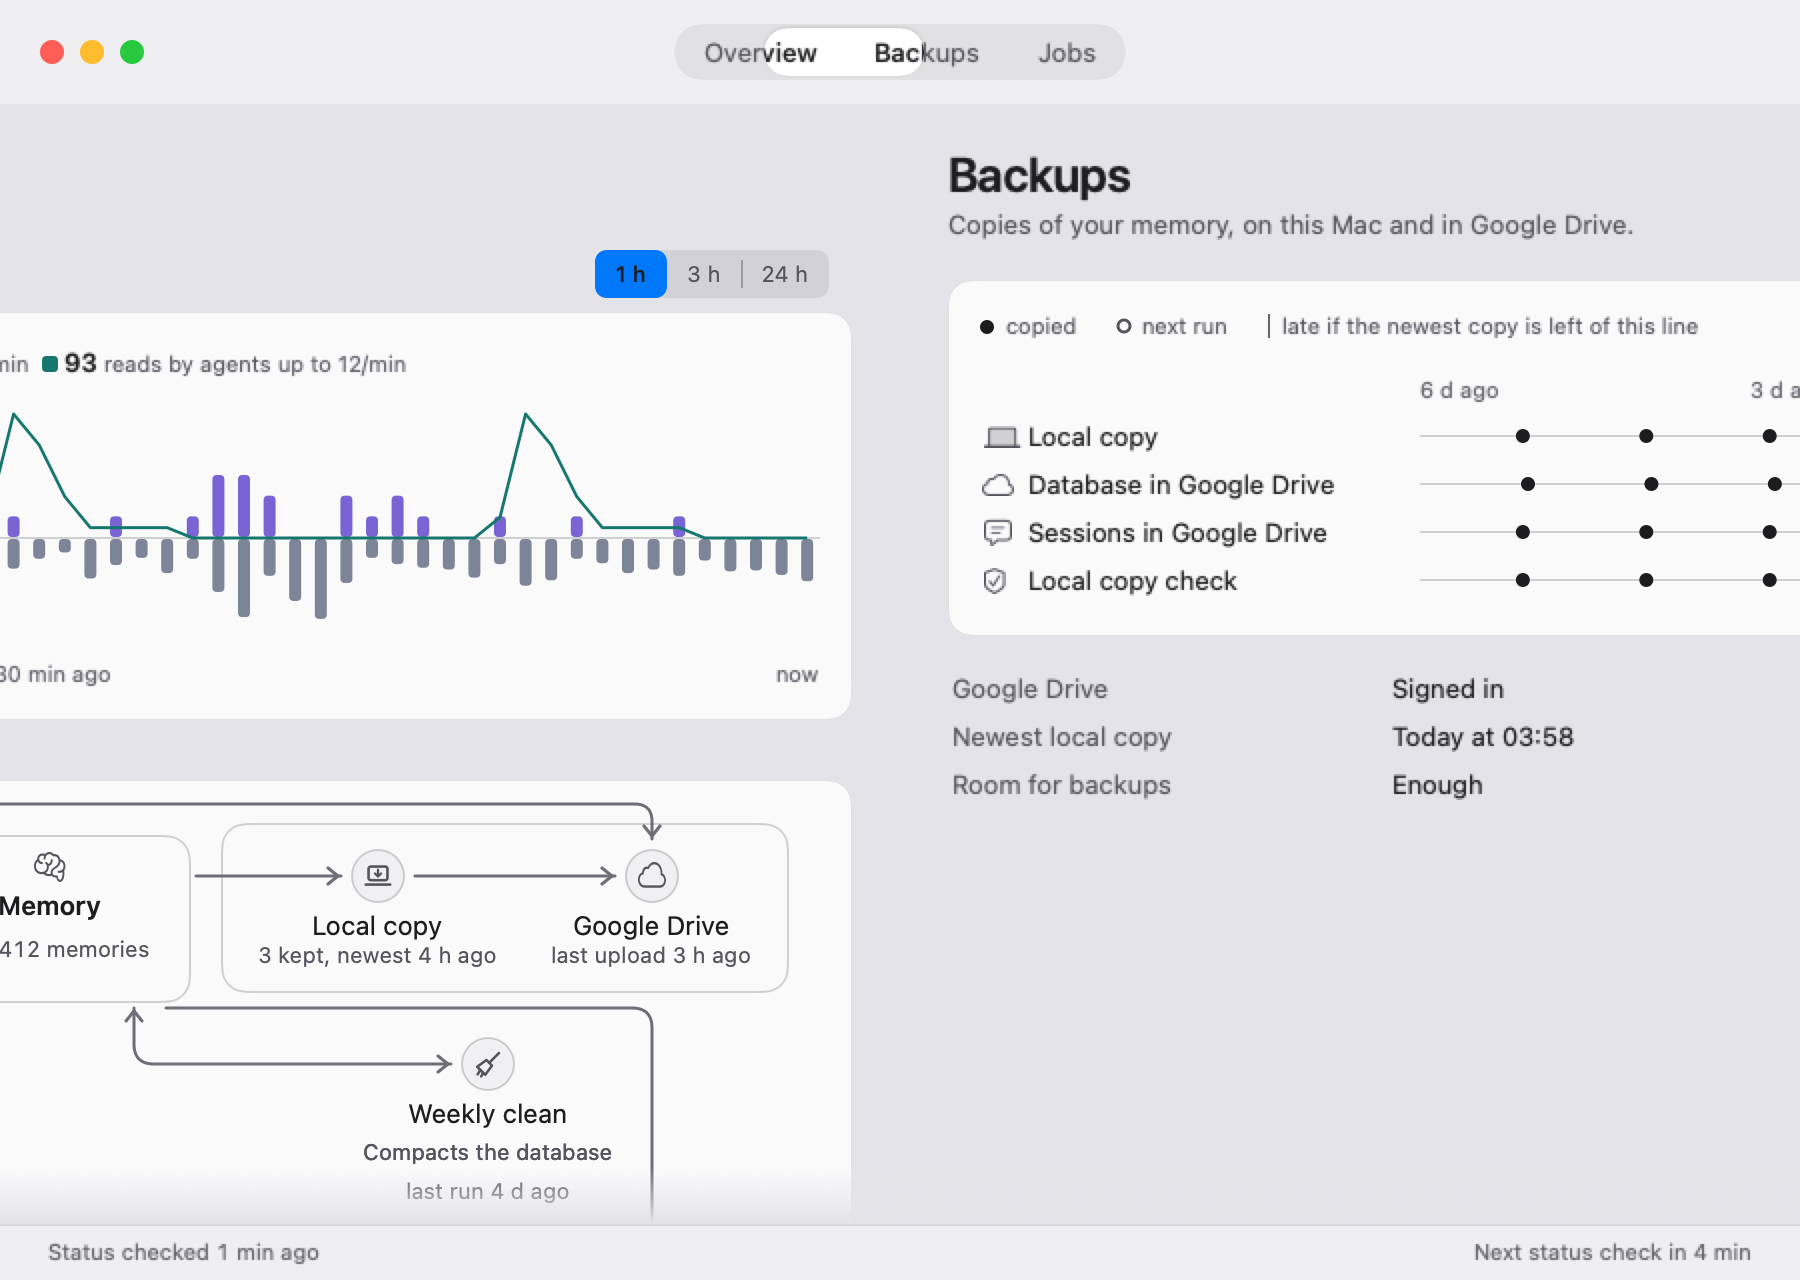 Overview Backups Jobs
Backups
Copies of your memory, on this Mac and in Google Drive.
1 h 3 h 24 h
copied next run late if the newest copy is left of this line
93 reads by agents up to 12/min
6 d ago
Local copy
Database in Google Drive
Sessions in Google Drive
Local copy check
30 min ago now
Google Drive Signed in
Newest local copy Today at 03:58
Room for backups Enough
Memory
412 memories
Local copy
3 kept, newest 4 h ago
Google Drive
last upload 3 h ago
Weekly clean
Compacts the database
last run 4 d ago
Status checked 1 min ago Next status check in 4 min